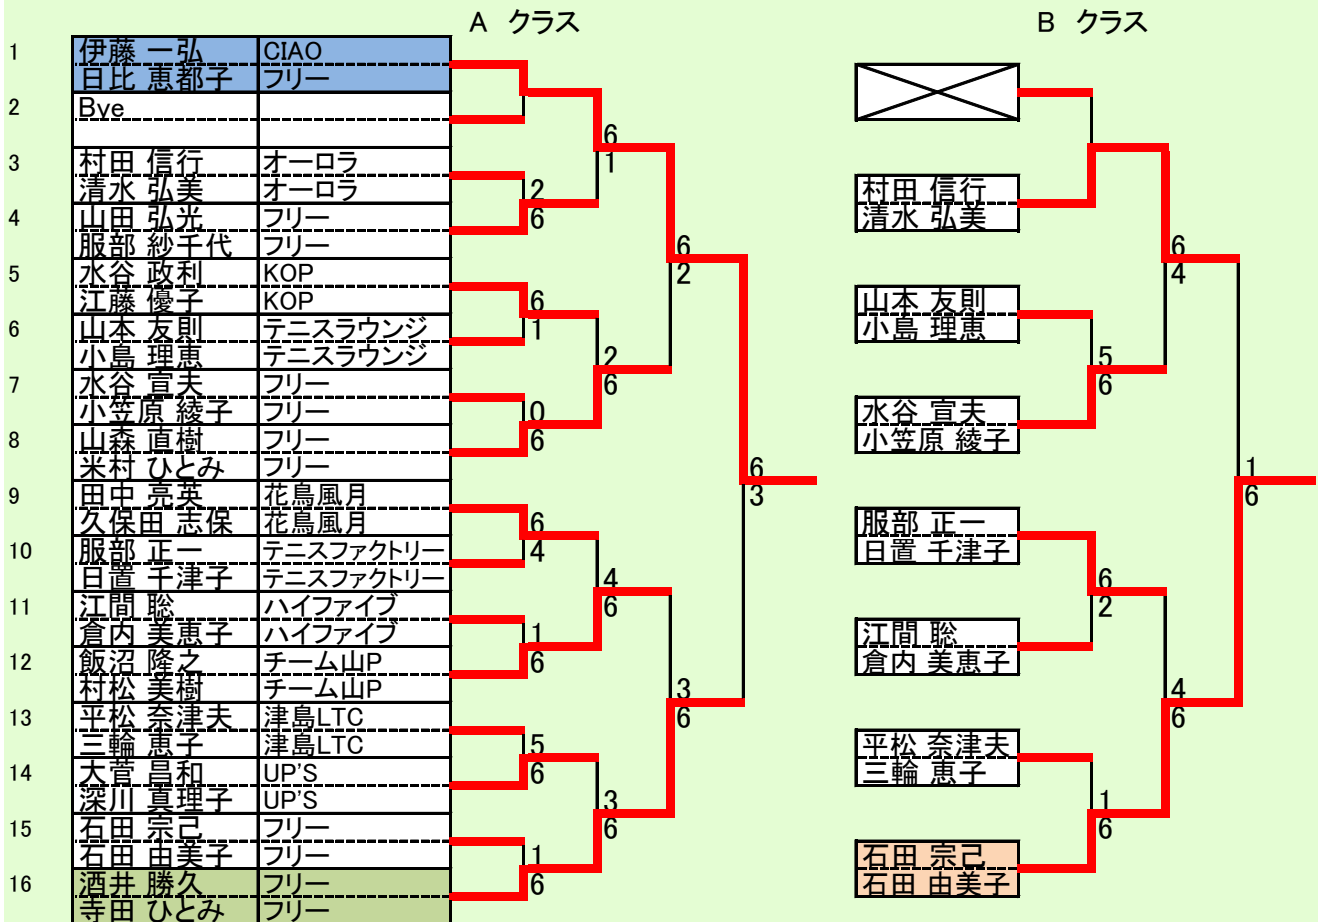 A クラス
B クラス
1 伊藤 一弘 CIAO
日比 恵都子 フリー
2 Bye
3 村田 信行 オーロラ
清水 弘美 オーロラ
4 山田 弘光 フリー
服部 紗千代 フリー
5 水谷 政利 KOP
江藤 優子 KOP
6 山本 友則 テニスラウンジ
小島 理恵 テニスラウンジ
7 水谷 宣夫 フリー
小笠原 綾子 フリー
8 山森 直樹 フリー
米村 ひとみ フリー
9 田中 亮英 花鳥風月
久保田 志保 花鳥風月
10 服部 正一 テニスファクトリー
日置 千津子 テニスファクトリー
11 江間 聡 ハイファイブ
倉内 美恵子 ハイファイブ
12 飯沼 隆之 チーム山P
村松 美樹 チーム山P
13 平松 奈津夫 津島LTC
三輪 恵子 津島LTC
14 大菅 昌和 UP'S
深川 真理子 UP'S
15 石田 宗己 フリー
石田 由美子 フリー
16 酒井 勝久 フリー
寺田 ひとみ フリー
2
6
6
1
0
6
6
4
1
6
5
6
1
6
6
1
2
6
4
6
3
6
6
2
3
6
6
3
村田 信行
清水 弘美
山本 友則
小島 理恵
水谷 宣夫
小笠原 綾子
服部 正一
日置 千津子
江間 聡
倉内 美恵子
平松 奈津夫
三輪 恵子
石田 宗己
石田 由美子
5
6
6
2
1
6
6
4
4
6
1
6